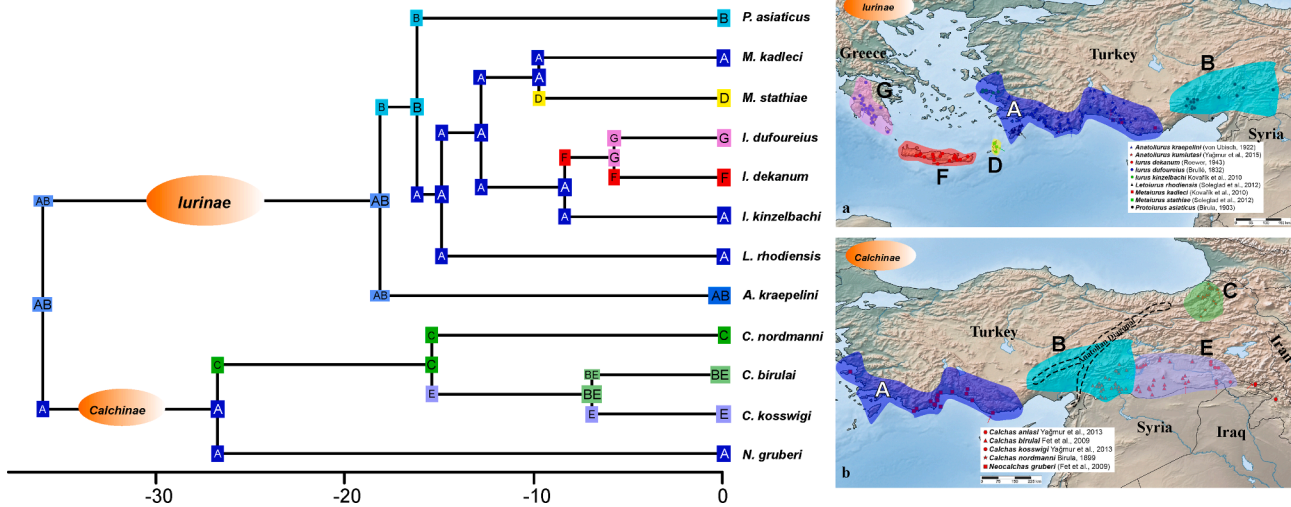 B
P. asiaticus
B
A
A
M. kadleci
A
A
B
B
D
D
M. stathiae
A
A
G
G
I. dufoureius
F
G
F
F
I. dekanum
A
A
A
A
A
A
I. kinzelbachi
AB
Iurinae
AB
A
A
L. rhodiensis
AB
AB
AB
A. kraepelini
C
C
C. nordmanni
C
C
BE
BE
C. birulai
E
BE
E
E
C. kosswigi
A
Calchinae
A
A
A
N. gruberi
-30
-20
-10
0
Iurinae
Greece
Turkey
B
G
A
Syria
D
F
Anatoliurus kraepelini (von Ubisch, 1922)
Anatoliurus kumlutasi (Yağmur et al., 2015)
Iurus dekanum (Roewer, 1943)
Iurus dufoureius (Brullé, 1832)
Iurus kinzelbachi Kovařík et al., 2010
Letoiurus rhodiensis (Soleglad et al., 2012)
Metaiurus kadleci (Kovařík et al., 2010)
Metaiurus stathiae (Soleglad et al., 2012)
Protoiurus asiaticus (Birula, 1903)
a
Calchinae
C
Turkey
Anatolian Diagonal
B
E
Iran
A
Syria
Iraq
Calchas anlasi Yağmur et al., 2013
Calchas birulai Fet et al., 2009
Calchas kosswigi Yağmur et al., 2013
Calchas nordmanni Birula, 1899
Neocalchas gruberi (Fet et al., 2009)
b